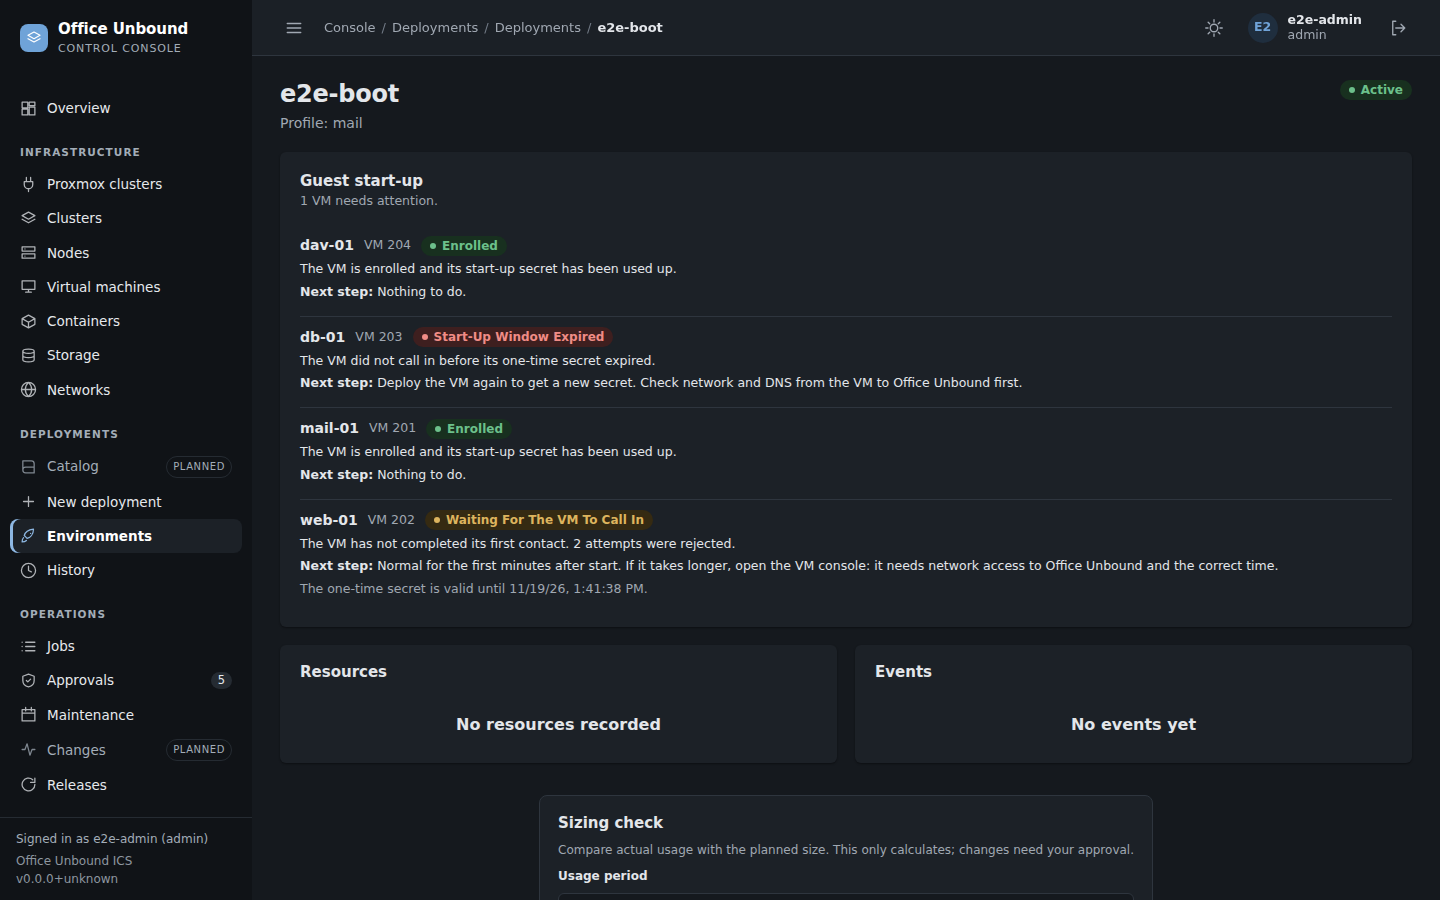 Office Unbound
CONTROL CONSOLE
Overview
INFRASTRUCTURE
Proxmox clusters
Clusters
Nodes
Virtual machines
Containers
Storage
Networks
DEPLOYMENTS
Catalog PLANNED
New deployment
Environments
History
OPERATIONS
Jobs
Approvals 5
Maintenance
Changes PLANNED
Releases
Signed in as e2e-admin (admin)
Office Unbound ICS
v0.0.0+unknown
Console / Deployments / Deployments / e2e-boot
E2 e2e-admin
admin
e2e-boot
Active
Profile: mail
Guest start-up
1 VM needs attention.
dav-01 VM 204 Enrolled
The VM is enrolled and its start-up secret has been used up.
Next step: Nothing to do.
db-01 VM 203 Start-Up Window Expired
The VM did not call in before its one-time secret expired.
Next step: Deploy the VM again to get a new secret. Check network and DNS from the VM to Office Unbound first.
mail-01 VM 201 Enrolled
The VM is enrolled and its start-up secret has been used up.
Next step: Nothing to do.
web-01 VM 202 Waiting For The VM To Call In
The VM has not completed its first contact. 2 attempts were rejected.
Next step: Normal for the first minutes after start. If it takes longer, open the VM console: it needs network access to Office Unbound and the correct time.
The one-time secret is valid until 11/19/26, 1:41:38 PM.
Resources
No resources recorded
Events
No events yet
Sizing check
Compare actual usage with the planned size. This only calculates; changes need your approval.
Usage period